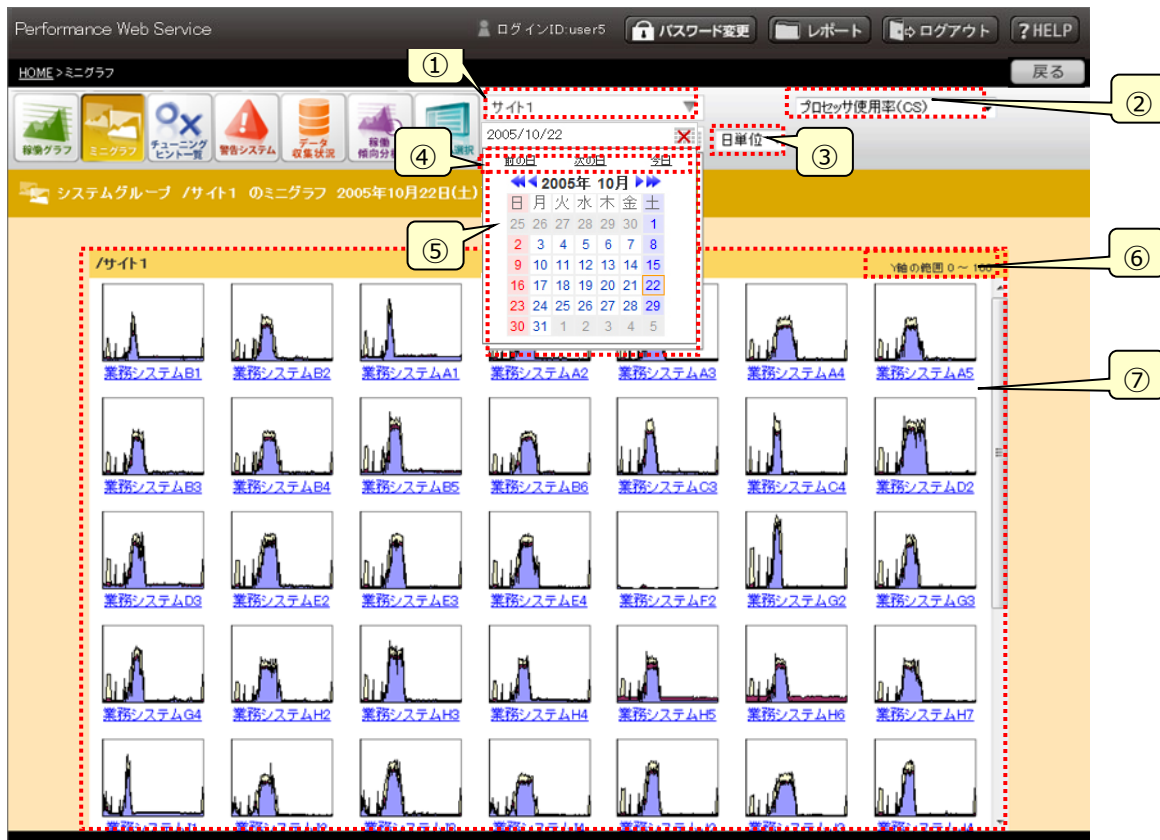 Performance Web Service
ログインID:user5
パスワード変更
レポート
ログアウト
?HELP
HOME>ミニグラフ
戻る
①
サイト1
プロセッサ使用率(CS)
②
稼働グラフ
ミニグラフ
チューニング
ヒント一覧
警告システム
データ
収集状況
稼働
傾向分
選択
2005/10/22
日単位
③
④
前の日 次の日 今日
システムグループ /サイト1 のミニグラフ 2005年10月22日(土)
2005年 10月
日 月 火 水 木 金 土
25 26 27 28 29 30 1
2 3 4 5 6 7 8
9 10 11 12 13 14 15
16 17 18 19 20 21 22
23 24 25 26 27 28 29
30 31 1 2 3 4 5
⑤
/サイト1
Y軸の範囲 0 ~ 100
⑥
業務システムB1 業務システムB2 業務システムA1 業務システムA2 業務システムA3 業務システムA4 業務システムA5
⑦
業務システムB3 業務システムB4 業務システムB5 業務システムB6 業務システムC3 業務システムC4 業務システムD2
業務システムD3 業務システムE2 業務システムE3 業務システムE4 業務システムF2 業務システムG2 業務システムG3
業務システムG4 業務システムH2 業務システムH3 業務システムH4 業務システムH5 業務システムH6 業務システムH7